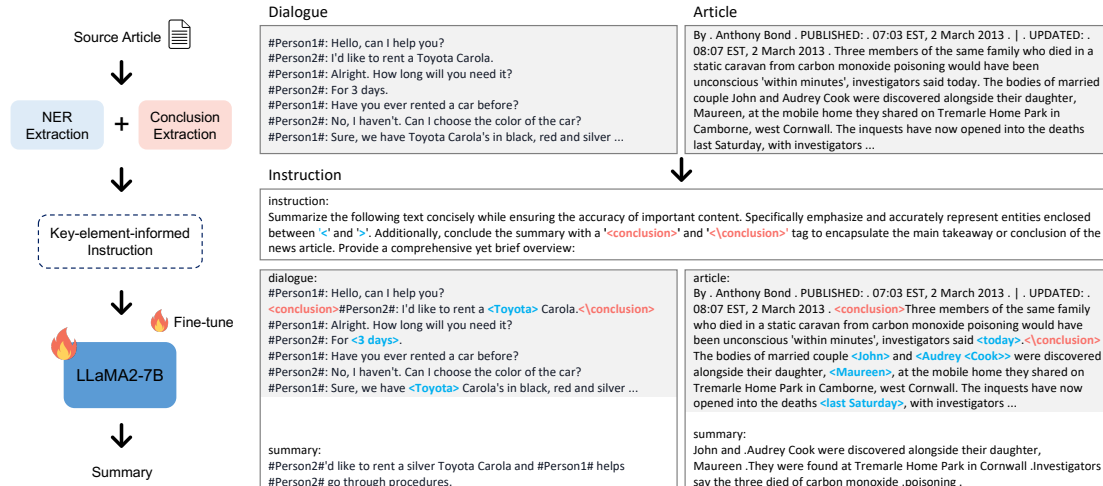 Source Article
NER
Extraction
+
Conclusion
Extraction
Key-element-informed
Instruction
Fine-tune
LLaMA2-7B
Summary
Dialogue
#Person1#: Hello, can I help you?
#Person2#: I'd like to rent a Toyota Carola.
#Person1#: Alright. How long will you need it?
#Person2#: For 3 days.
#Person1#: Have you ever rented a car before?
#Person2#: No, I haven't. Can I choose the color of the car?
#Person1#: Sure, we have Toyota Carola's in black, red and silver ...
Article
By . Anthony Bond . PUBLISHED: . 07:03 EST, 2 March 2013 . | . UPDATED: .
08:07 EST, 2 March 2013 . Three members of the same family who died in a
static caravan from carbon monoxide poisoning would have been
unconscious 'within minutes', investigators said today. The bodies of married
couple John and Audrey Cook were discovered alongside their daughter,
Maureen, at the mobile home they shared on Tremarle Home Park in
Camborne, west Cornwall. The inquests have now opened into the deaths
last Saturday, with investigators ...
Instruction
instruction:
Summarize the following text concisely while ensuring the accuracy of important content. Specifically emphasize and accurately represent entities enclosed
between '<' and '>'. Additionally, conclude the summary with a '<conclusion>' and '<\conclusion>' tag to encapsulate the main takeaway or conclusion of the
news article. Provide a comprehensive yet brief overview:
dialogue:
#Person1#: Hello, can I help you?
<conclusion>#Person2#: I'd like to rent a <Toyota> Carola.<\conclusion>
#Person1#: Alright. How long will you need it?
#Person2#: For <3 days>.
#Person1#: Have you ever rented a car before?
#Person2#: No, I haven't. Can I choose the color of the car?
#Person1#: Sure, we have <Toyota> Carola's in black, red and silver ...
summary:
#Person2#'d like to rent a silver Toyota Carola and #Person1# helps
#Person2# go through procedures.
article:
By . Anthony Bond . PUBLISHED: . 07:03 EST, 2 March 2013 . | . UPDATED: .
08:07 EST, 2 March 2013 . <conclusion>Three members of the same family
who died in a static caravan from carbon monoxide poisoning would have
been unconscious 'within minutes', investigators said <today>.<\conclusion>
The bodies of married couple <John> and <Audrey <Cook>> were discovered
alongside their daughter, <Maureen>, at the mobile home they shared on
Tremarle Home Park in Camborne, west Cornwall. The inquests have now
opened into the deaths <last Saturday>, with investigators ...
summary:
John and .Audrey Cook were discovered alongside their daughter,
Maureen .They were found at Tremarle Home Park in Cornwall .Investigators
say the three died of carbon monoxide .poisoning .